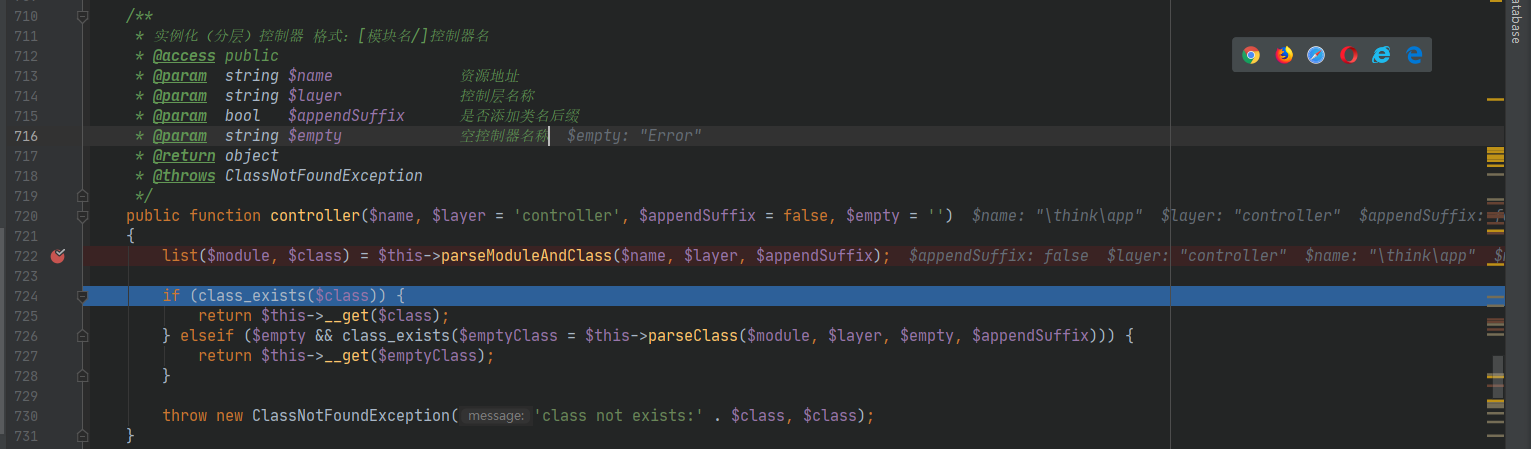 710 /**
711 * 实例化（分层）控制器 格式：[模块名/]控制器名
712 * @access public
713 * @param string $name 资源地址
714 * @param string $layer 控制层名称
715 * @param bool $appendSuffix 是否添加类名后缀
716 * @param string $empty 空控制器名称 $empty: "Error"
717 * @return object
718 * @throws ClassNotFoundException
719 */
720 public function controller($name, $layer = 'controller', $appendSuffix = false, $empty = '') $name: "\think\app" $layer: "controller" $appendSuffix:
721 {
722 list($module, $class) = $this->parseModuleAndClass($name, $layer, $appendSuffix); $appendSuffix: false $layer: "controller" $name: "\think\app"
723
724 if (class_exists($class)) {
725 return $this->__get($class);
726 } elseif ($empty && class_exists($emptyClass = $this->parseClass($module, $layer, $empty, $appendSuffix))) {
727 return $this->__get($emptyClass);
728 }
729
730 throw new ClassNotFoundException( message: 'class not exists:' . $class, $class);
731 }
atabase